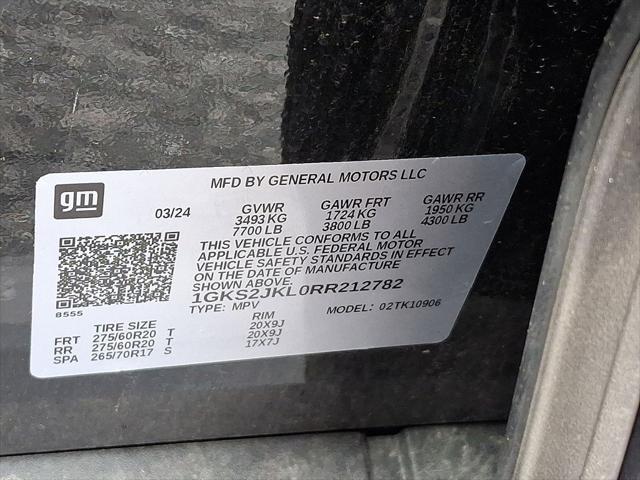 gm
MFD BY GENERAL MOTORS LLC
03/24 GVWR GAWR FRT GAWR RR
3493 KG 1724 KG 1950 KG
7700 LB 3800 LB 4300 LB
THIS VEHICLE CONFORMS TO ALL
APPLICABLE U.S. FEDERAL MOTOR
VEHICLE SAFETY STANDARDS IN EFFECT
ON THE DATE OF MANUFACTURE
SHOWN ABOVE.
1GKS2JKL0RR212782
8555 TYPE: MPV MODEL: 02TK10906
TIRE SIZE RIM
FRT 275/60R20 T 20X9J
RR 275/60R20 T 20X9J
SPA 265/70R17 S 17X7J